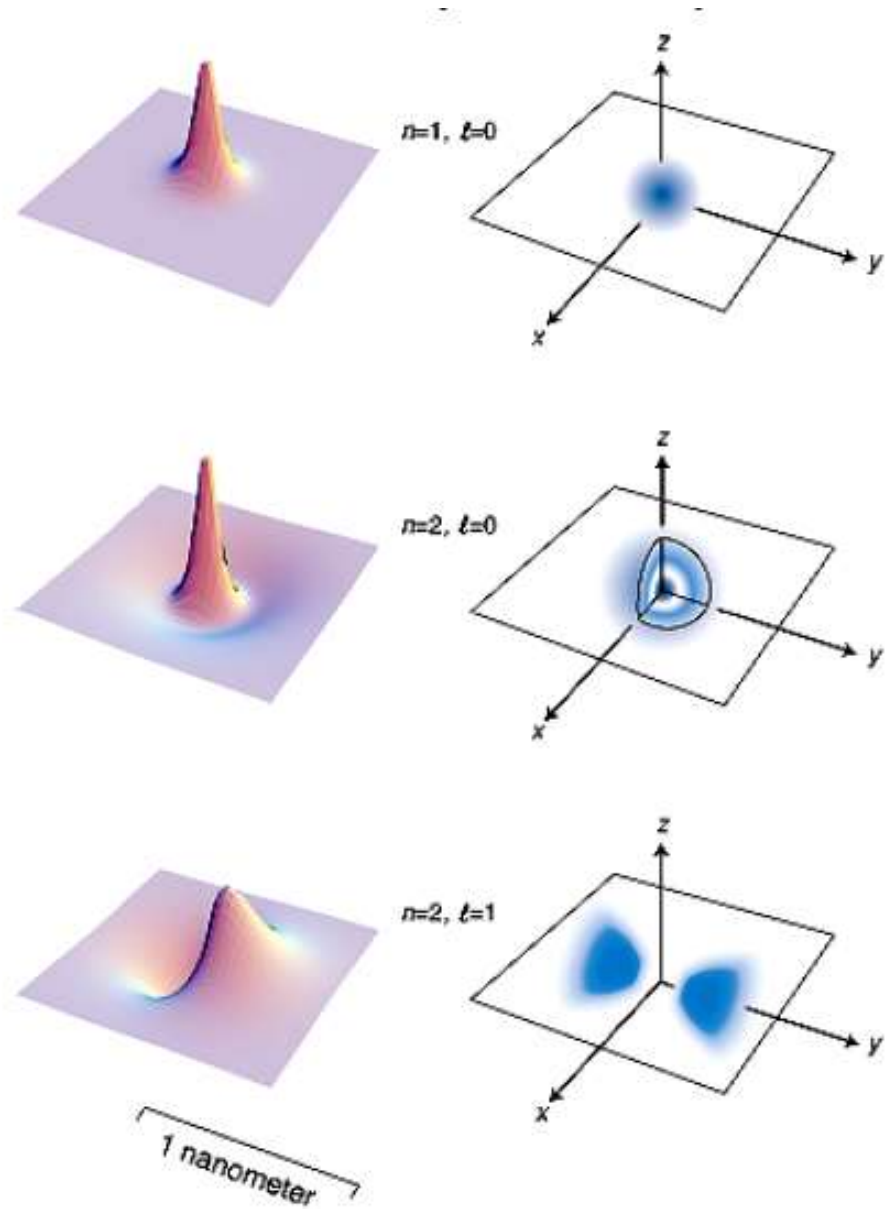 z
n=1, ℓ=0
y
x
z
n=2, ℓ=0
y
x
z
n=2, ℓ=1
y
x
1 nanometer